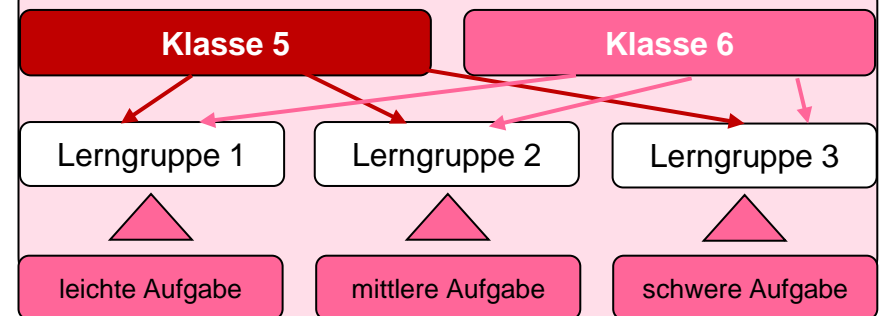 Klasse 5
Klasse 6
Lerngruppe 1
Lerngruppe 2
Lerngruppe 3
leichte Aufgabe
mittlere Aufgabe
schwere Aufgabe